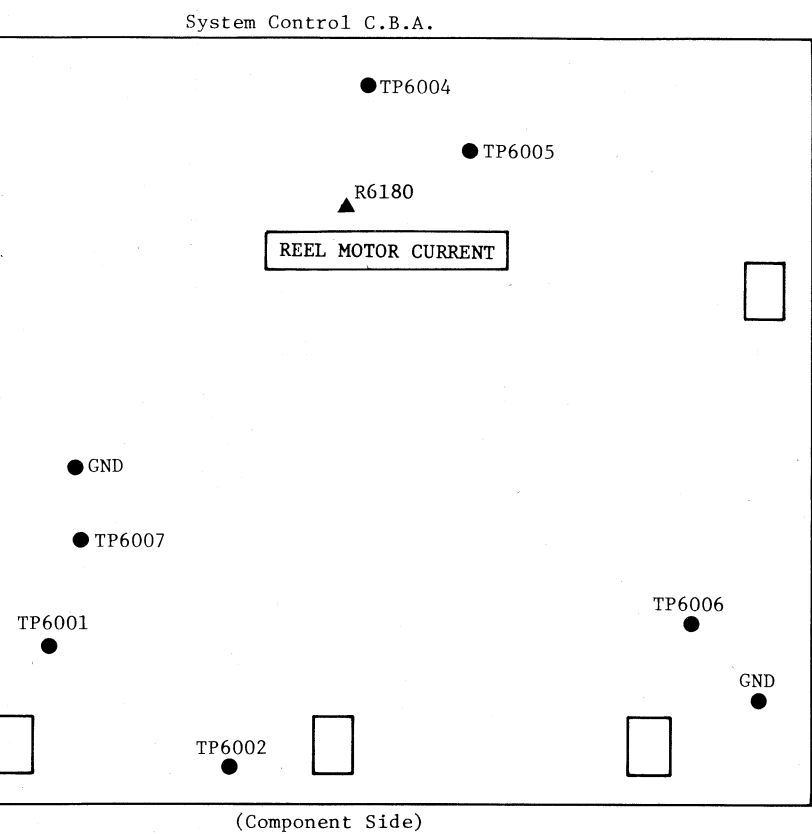 System Control C.B.A.
TP6004
TP6005
R6180
REEL MOTOR CURRENT
GND
TP6007
TP6006
TP6001
GND
TP6002
(Component Side)